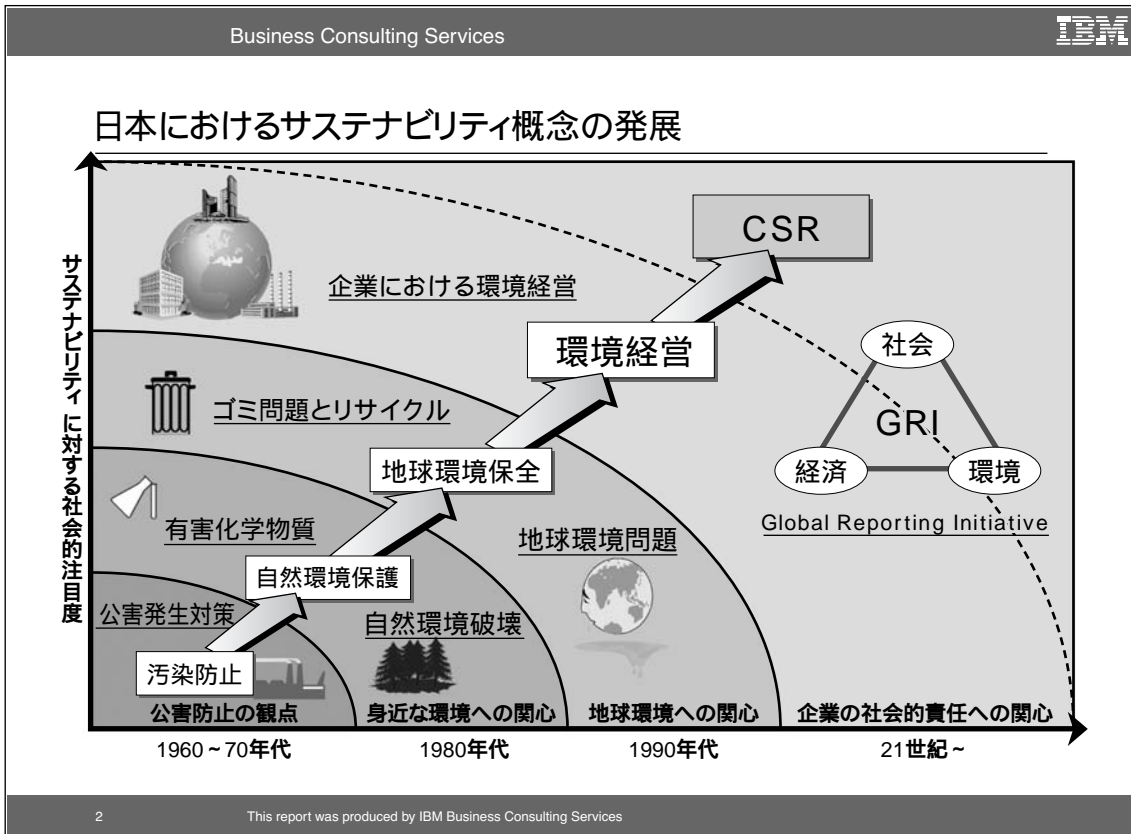 Business Consulting Services
IBM
日本におけるサステナビリティ概念の発展
サステナビリティに対する社会的注目度
CSR
企業における環境経営
環境経営
社会
GRI
経済
環境
Global Reporting Initiative
ゴミ問題とリサイクル
地球環境保全
有害化学物質
地球環境問題
自然環境保護
公害発生対策
自然環境破壊
汚染防止
公害防止の観点
身近な環境への関心
地球環境への関心
企業の社会的責任への関心
1960~70年代
1980年代
1990年代
21世紀~
2
This report was produced by IBM Business Consulting Services